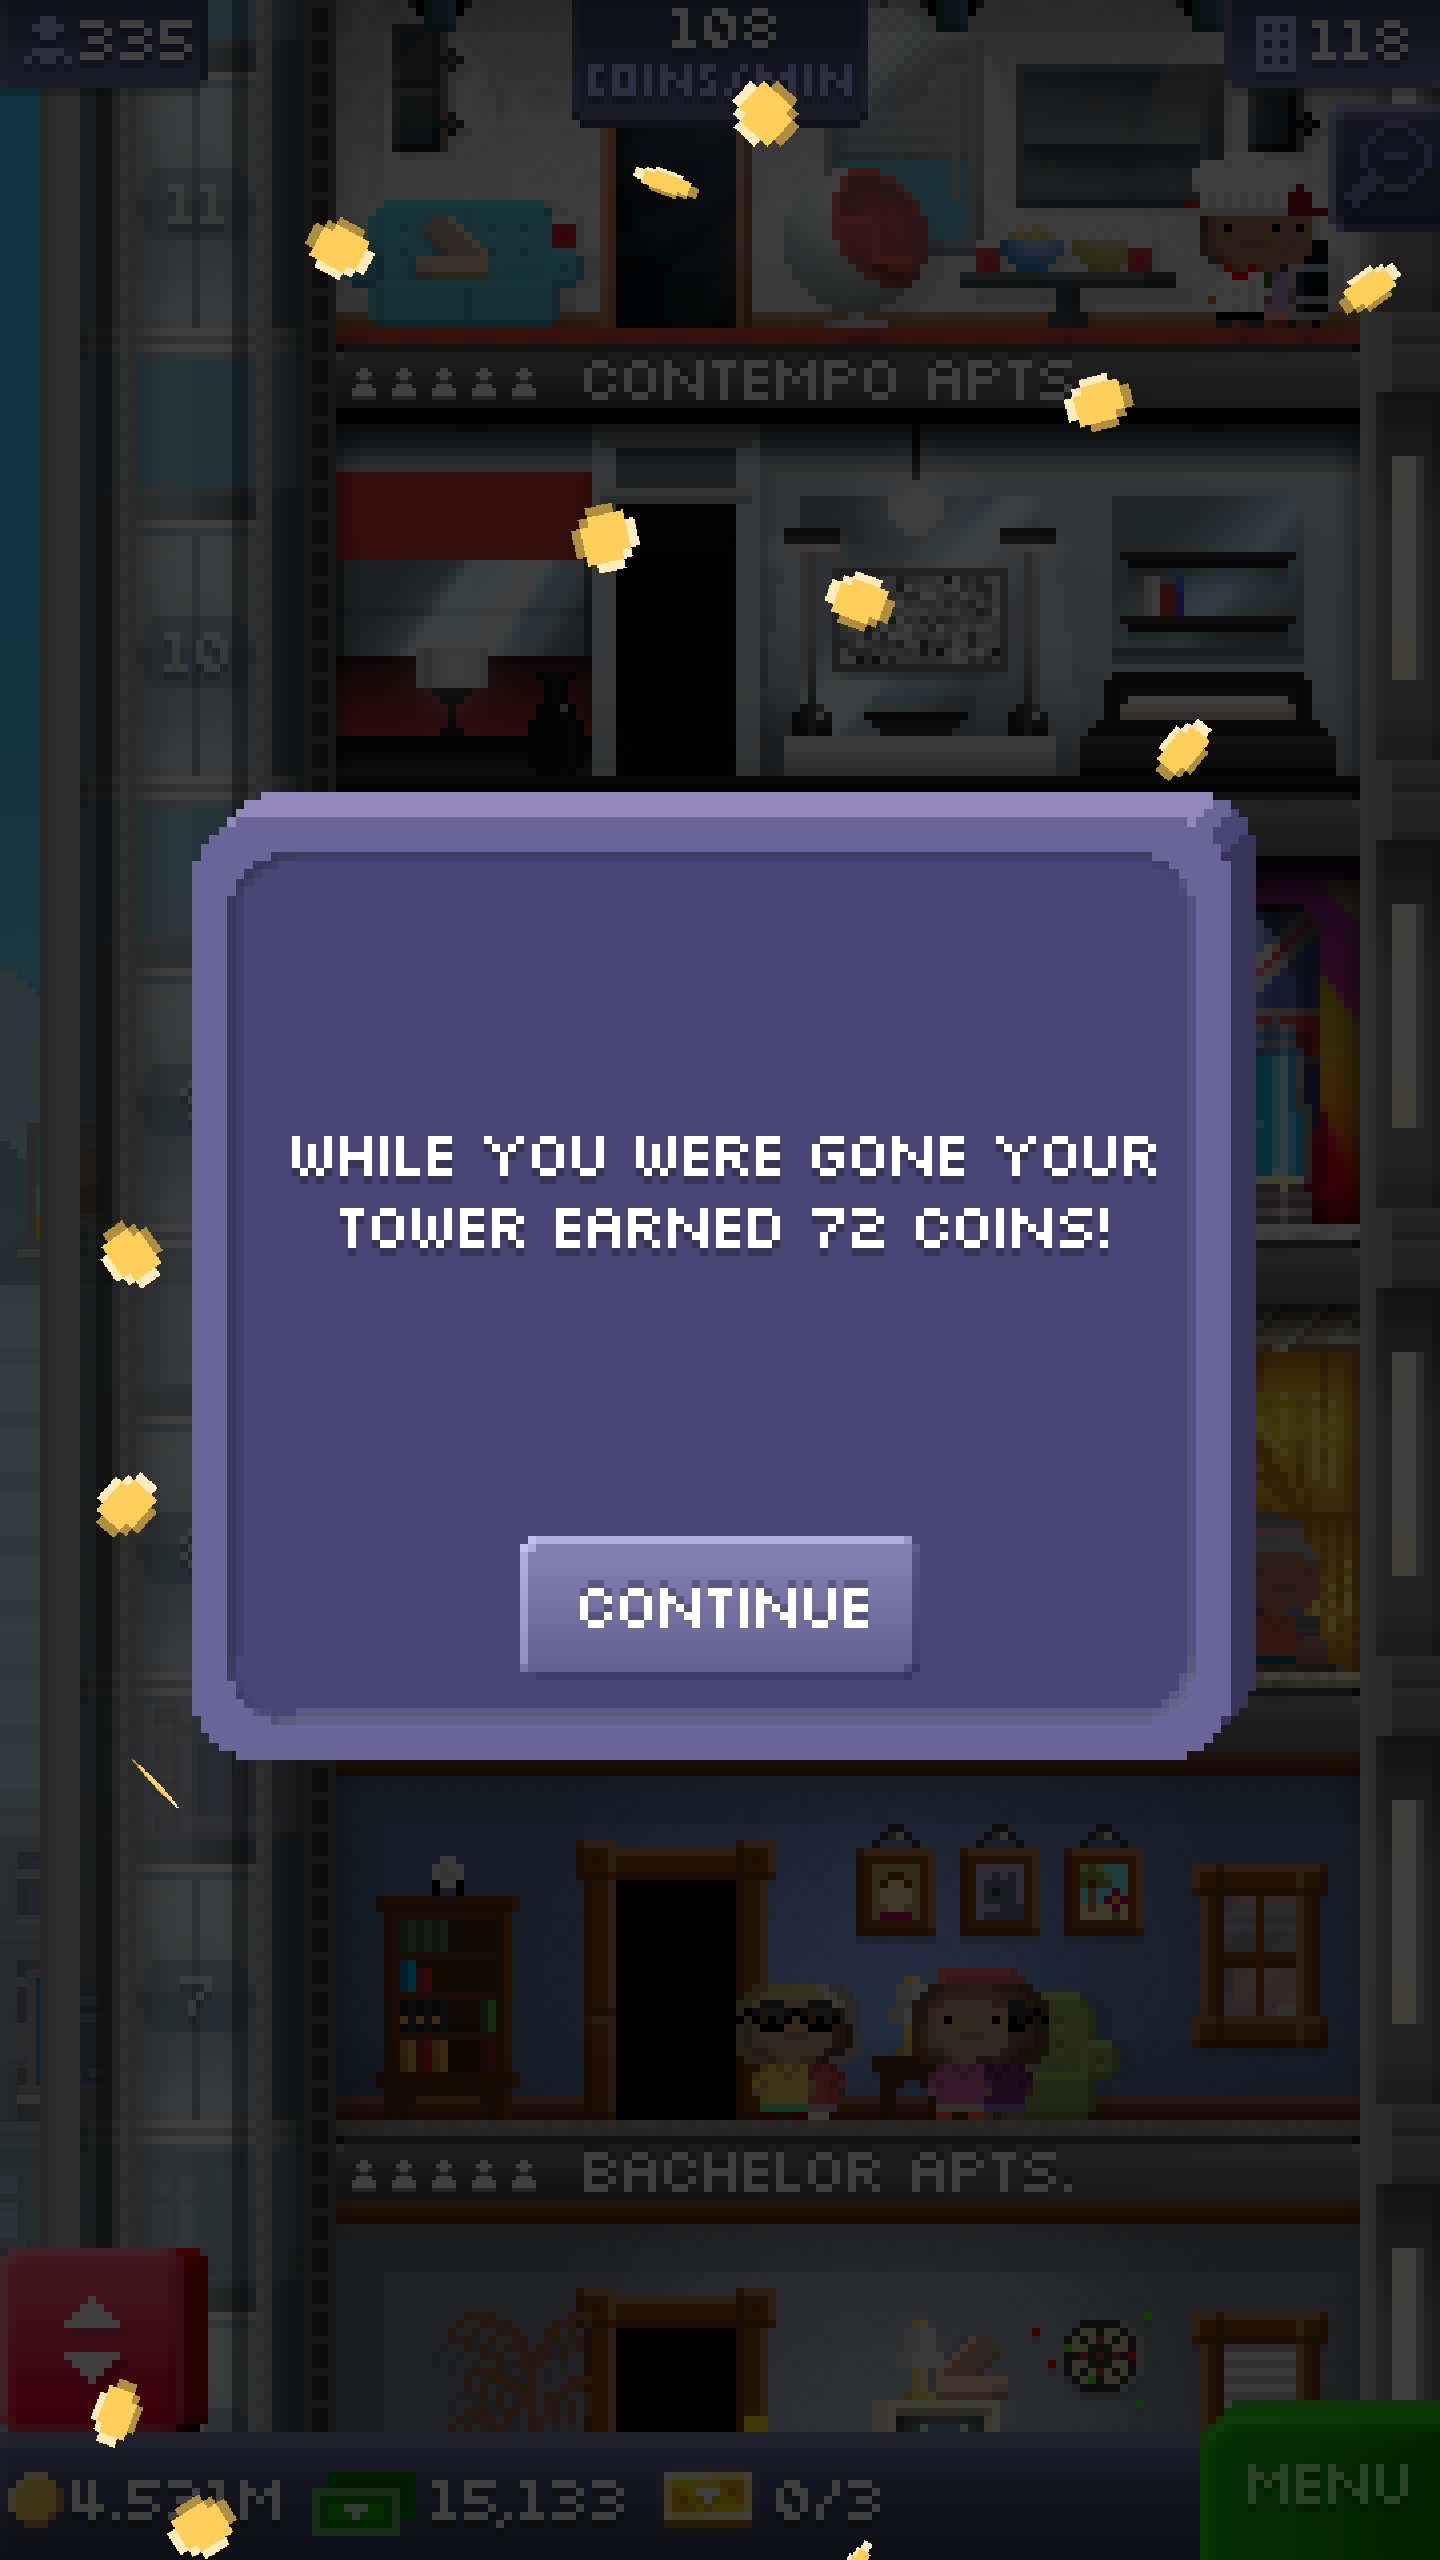 335
108
COINS/MIN
118
11
CONTEMPO APTS.
10
WHILE YOU WERE GONE YOUR
TOWER EARNED 72 COINS!
CONTINUE
7
BACHELOR APTS.
15,133
0/3
MENU